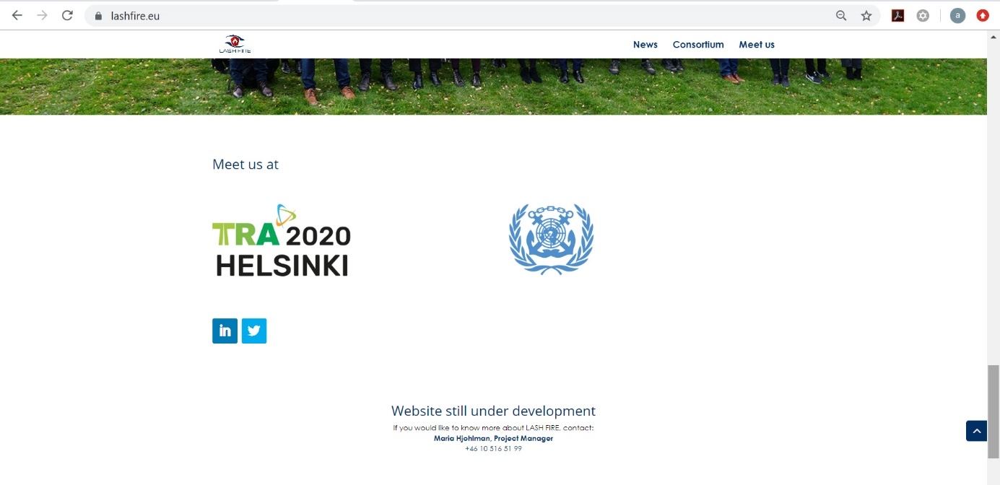 lashfire.eu
a
LASH FIRE
News Consortium Meet us
Meet us at
TRA 2020
HELSINKI
in
Website still under development
If you would like to know more about LASH FIRE, contact:
Maria Hjohlman, Project Manager
+46 10 516 51 99